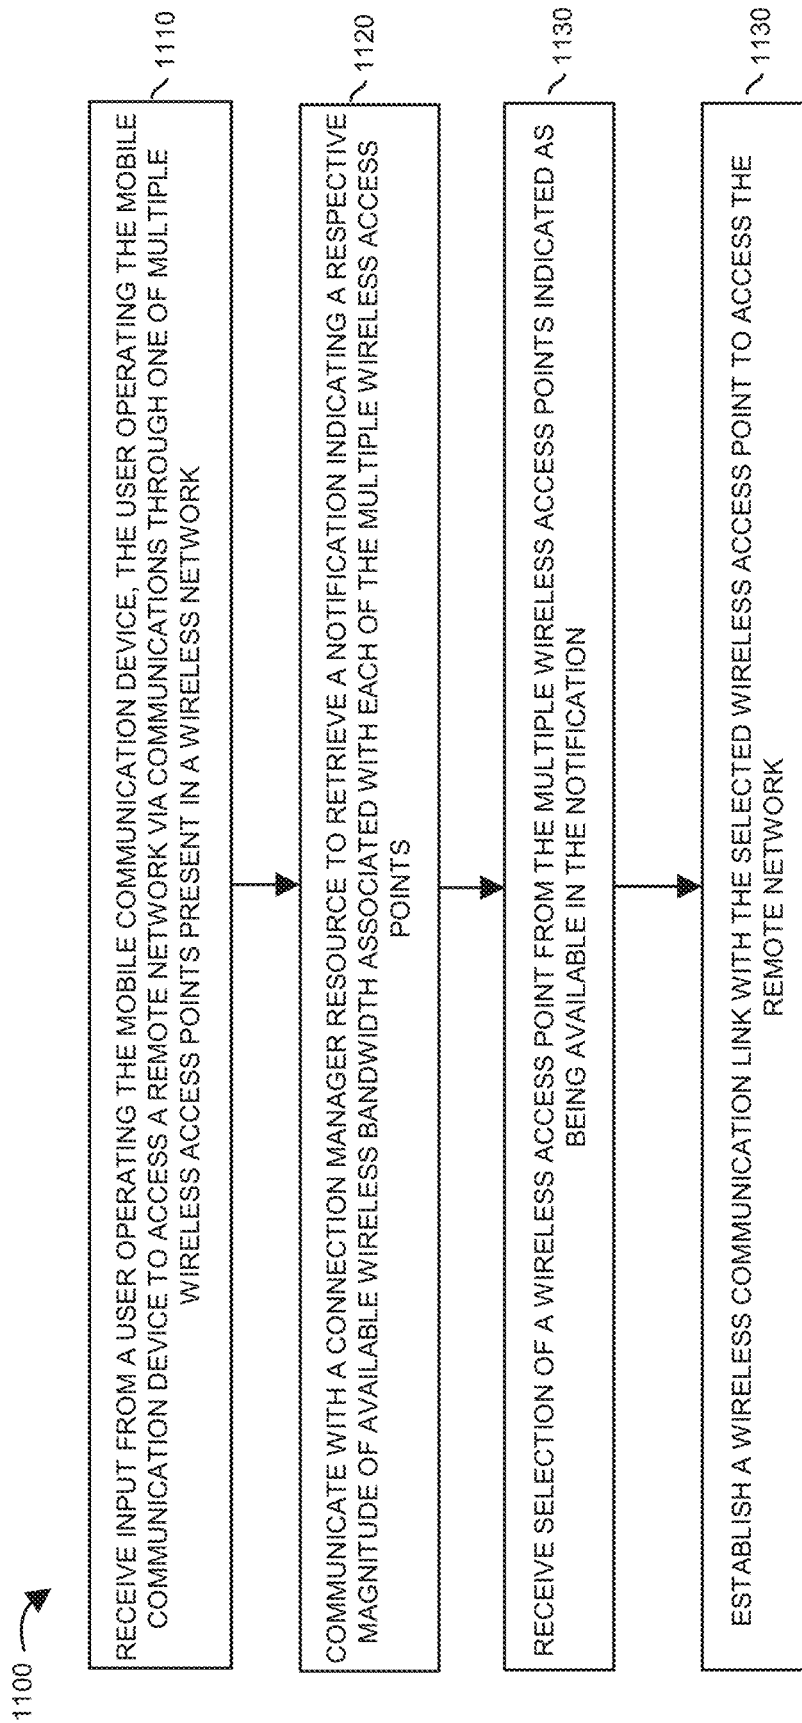 1100
RECEIVE INPUT FROM A USER OPERATING THE MOBILE COMMUNICATION DEVICE, THE USER OPERATING THE MOBILE
COMMUNICATION DEVICE TO ACCESS A REMOTE NETWORK VIA COMMUNICATIONS THROUGH ONE OF MULTIPLE
WIRELESS ACCESS POINTS PRESENT IN A WIRELESS NETWORK
1110
COMMUNICATE WITH A CONNECTION MANAGER RESOURCE TO RETRIEVE A NOTIFICATION INDICATING A RESPECTIVE
MAGNITUDE OF AVAILABLE WIRELESS BANDWIDTH ASSOCIATED WITH EACH OF THE MULTIPLE WIRELESS ACCESS
POINTS
1120
RECEIVE SELECTION OF A WIRELESS ACCESS POINT FROM THE MULTIPLE WIRELESS ACCESS POINTS INDICATED AS
BEING AVAILABLE IN THE NOTIFICATION
1130
ESTABLISH A WIRELESS COMMUNICATION LINK WITH THE SELECTED WIRELESS ACCESS POINT TO ACCESS THE
REMOTE NETWORK
1130